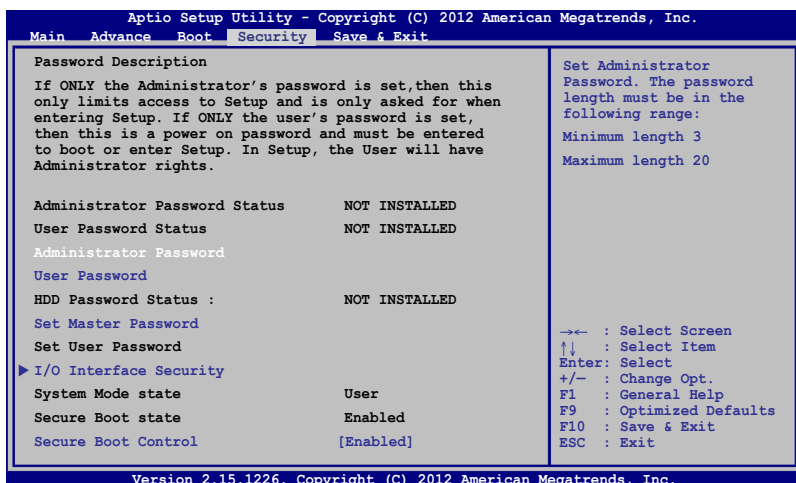 Aptio Setup Utility - Copyright (C) 2012 American Megatrends, Inc.
Main Advance Boot Security Save & Exit
Password Description
If ONLY the Administrator's password is set,then this
only limits access to Setup and is only asked for when
entering Setup. If ONLY the user's password is set,
then this is a power on password and must be entered
to boot or enter Setup. In Setup, the User will have
Administrator rights.
Administrator Password Status NOT INSTALLED
User Password Status NOT INSTALLED
Administrator Password
User Password
HDD Password Status : NOT INSTALLED
Set Master Password
Set User Password
I/O Interface Security
System Mode state User
Secure Boot state Enabled
Secure Boot Control [Enabled]
Set Administrator
Password. The password
length must be in the
following range:
Minimum length 3
Maximum length 20
→← : Select Screen
↑↓ : Select Item
Enter: Select
+/— : Change Opt.
F1 : General Help
F9 : Optimized Defaults
F10 : Save & Exit
ESC : Exit
Version 2.15.1226. Copyright (C) 2012 American Megatrends, Inc.